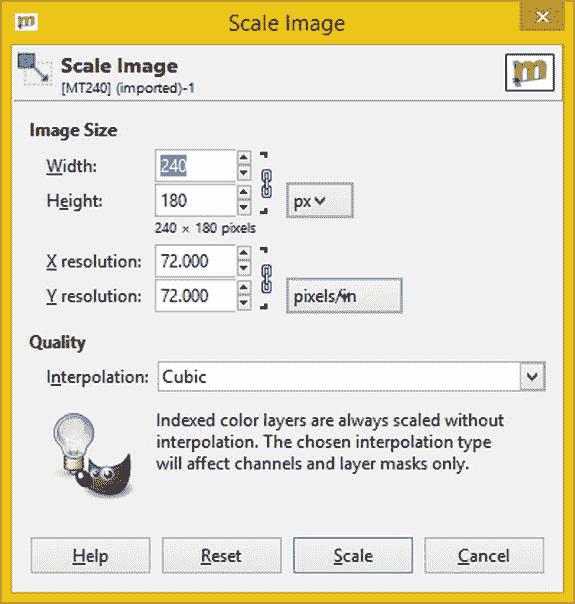 Scale Image
Scale Image
[MT240] (imported)-1
Image Size
Width: 240
Height: 180 px
240 × 180 pixels
X resolution: 72.000
Y resolution: 72.000 pixels/in
Quality
Interpolation: Cubic
Indexed color layers are always scaled without
interpolation. The chosen interpolation type
will affect channels and layer masks only.
Help Reset Scale Cancel